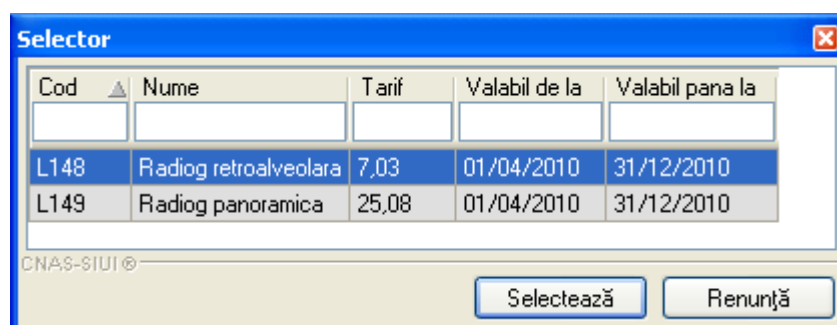 Selector
Cod Nume Tarif Valabil de la Valabil pana la
L148 Radiog retroalveolara 7,03 01/04/2010 31/12/2010
L149 Radiog panoramica 25,08 01/04/2010 31/12/2010
CNAS-SIUI ®
Selectează Renunţă